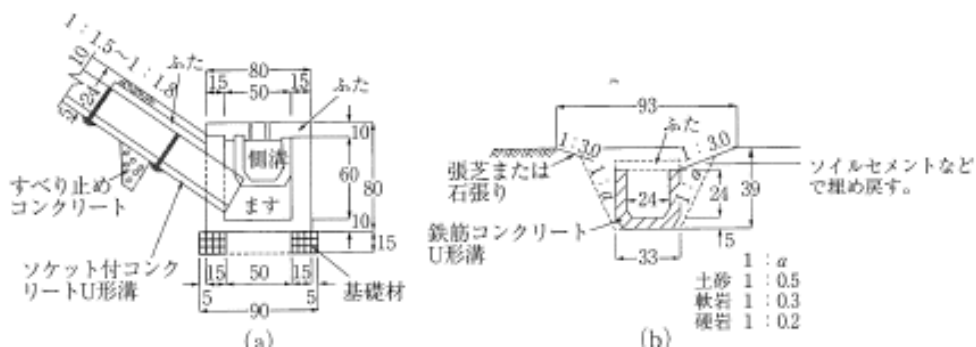 1：1.5～1：1.8
10
24
ふた
80
15
50
15
ふた
10
側溝
60
80
ます
10
15
すべり止め
コンクリート
ソケット付コンク
リートU形溝
15
50
15
基礎材
5
5
90
(a)
93
ふた
1：3.0
1：3.0
張芝または
石張り
1：a
1：a
ソイルセメントなど
で埋め戻す。
24
24
39
鉄筋コンクリート
U形溝
5
33
1：a
土砂 1：0.5
軟岩 1：0.3
硬岩 1：0.2
(b)